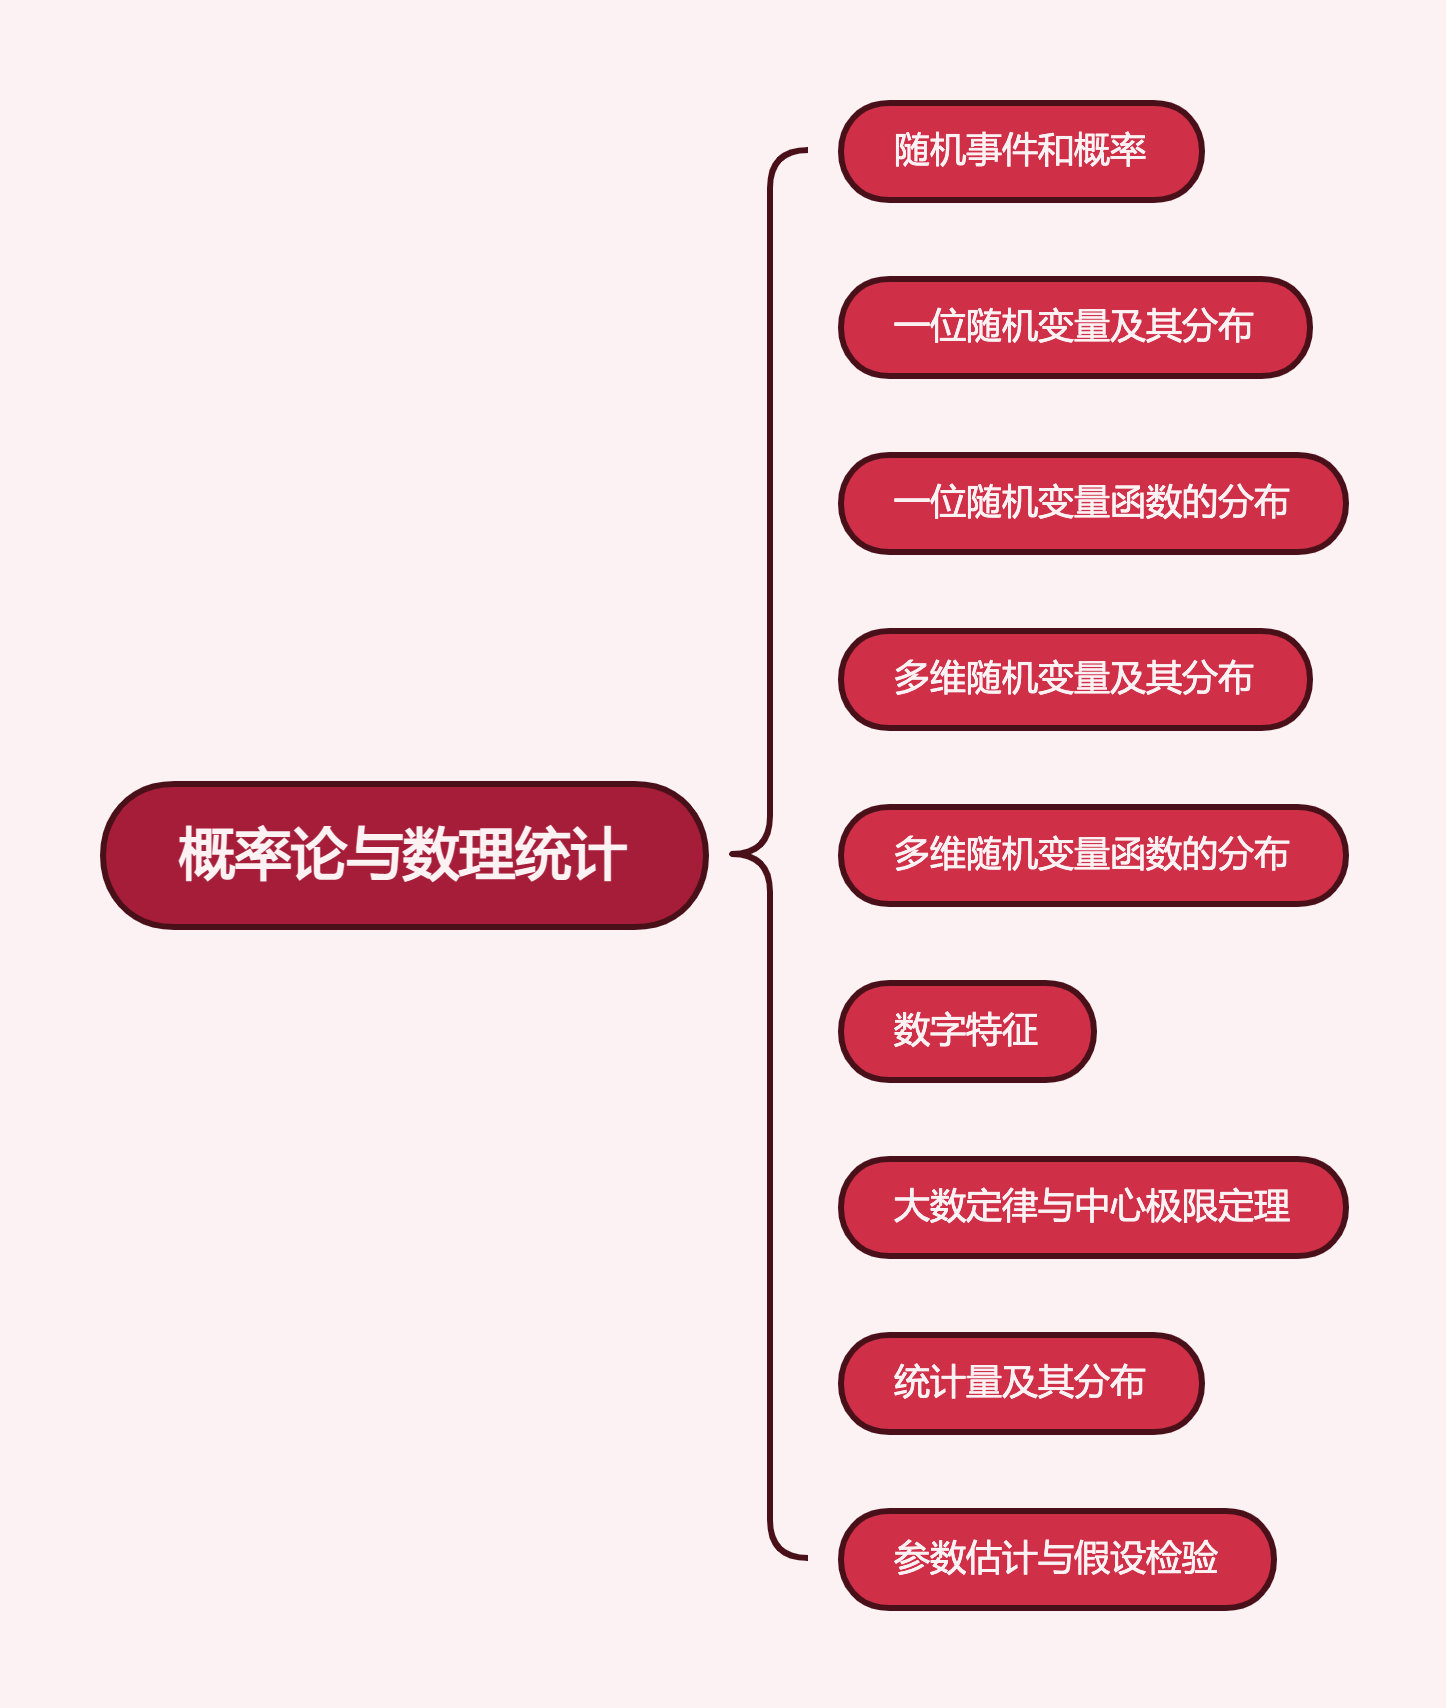 随机事件和概率
一位随机变量及其分布
一位随机变量函数的分布
多维随机变量及其分布
概率论与数理统计
多维随机变量函数的分布
数字特征
大数定律与中心极限定理
统计量及其分布
参数估计与假设检验